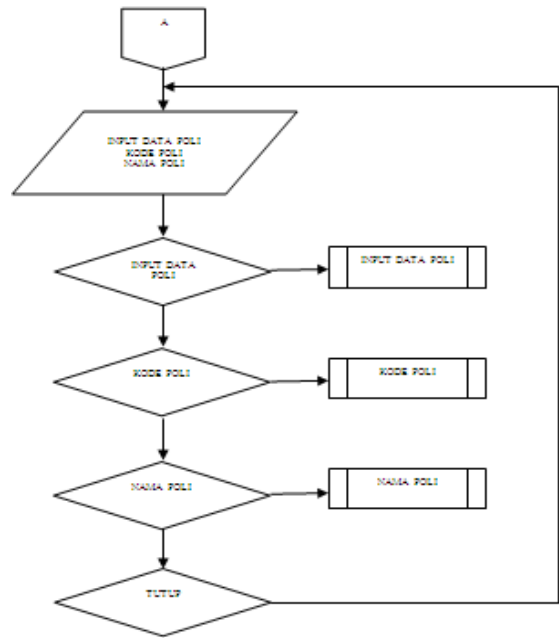 A
INPUT DATA POLI
KODE POLI
NAMA POLI
INPUT DATA
POLI
INPUT DATA POLI
KODE POLI
KODE POLI
NAMA POLI
NAMA POLI
TUTUP